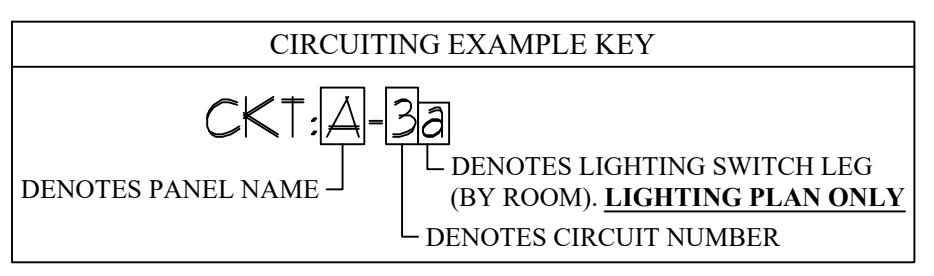 CIRCUITING EXAMPLE KEY
CKT:A-3a
DENOTES LIGHTING SWITCH LEG
DENOTES PANEL NAME
(BY ROOM). LIGHTING PLAN ONLY
DENOTES CIRCUIT NUMBER